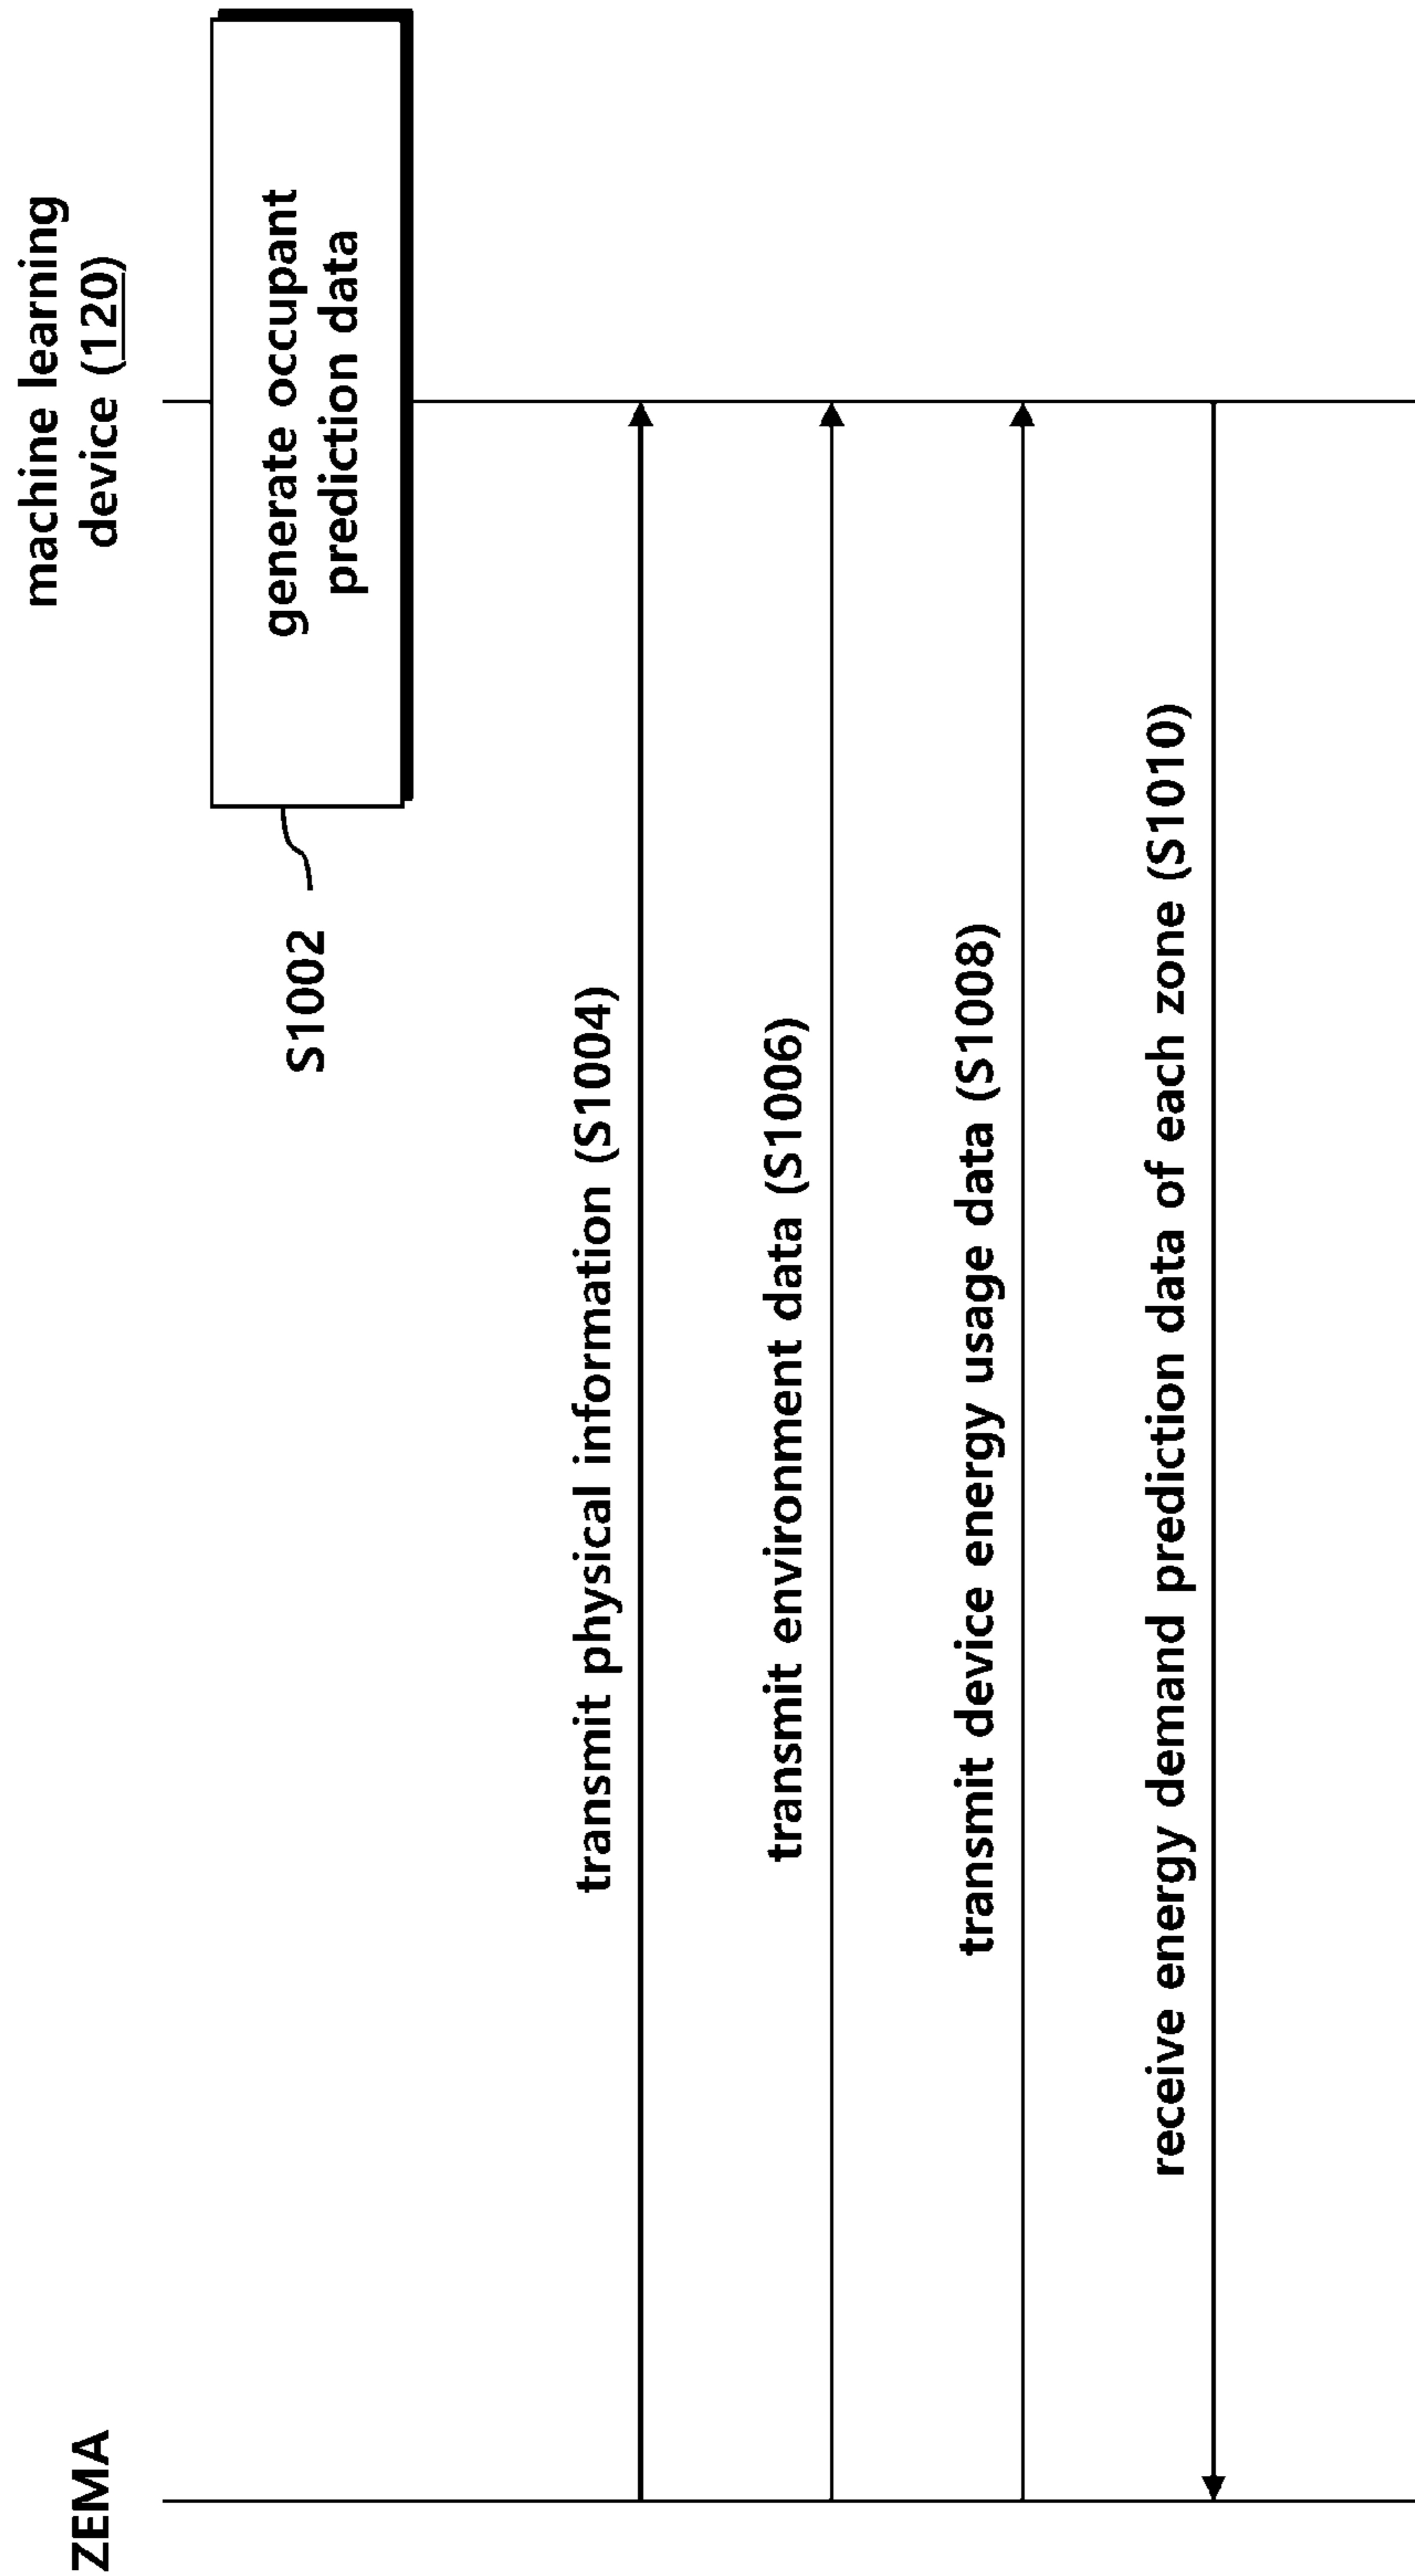 ZEMA
machine learning
device (120)
generate occupant
prediction data
S1002
transmit physical information (S1004)
transmit environment data (S1006)
transmit device energy usage data (S1008)
receive energy demand prediction data of each zone (S1010)